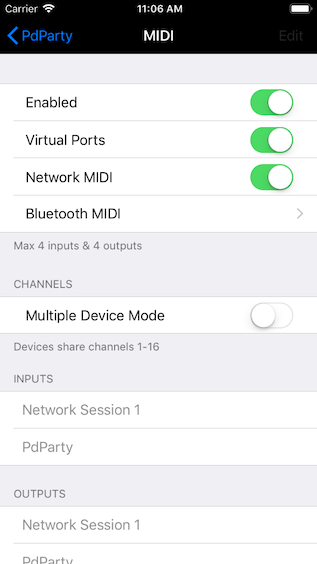 Carrier 11:06 AM
PdParty MIDI Edit
Enabled
Virtual Ports
Network MIDI
Bluetooth MIDI
Max 4 inputs & 4 outputs
CHANNELS
Multiple Device Mode
Devices share channels 1-16
INPUTS
Network Session 1
PdParty
OUTPUTS
Network Session 1
PdParty